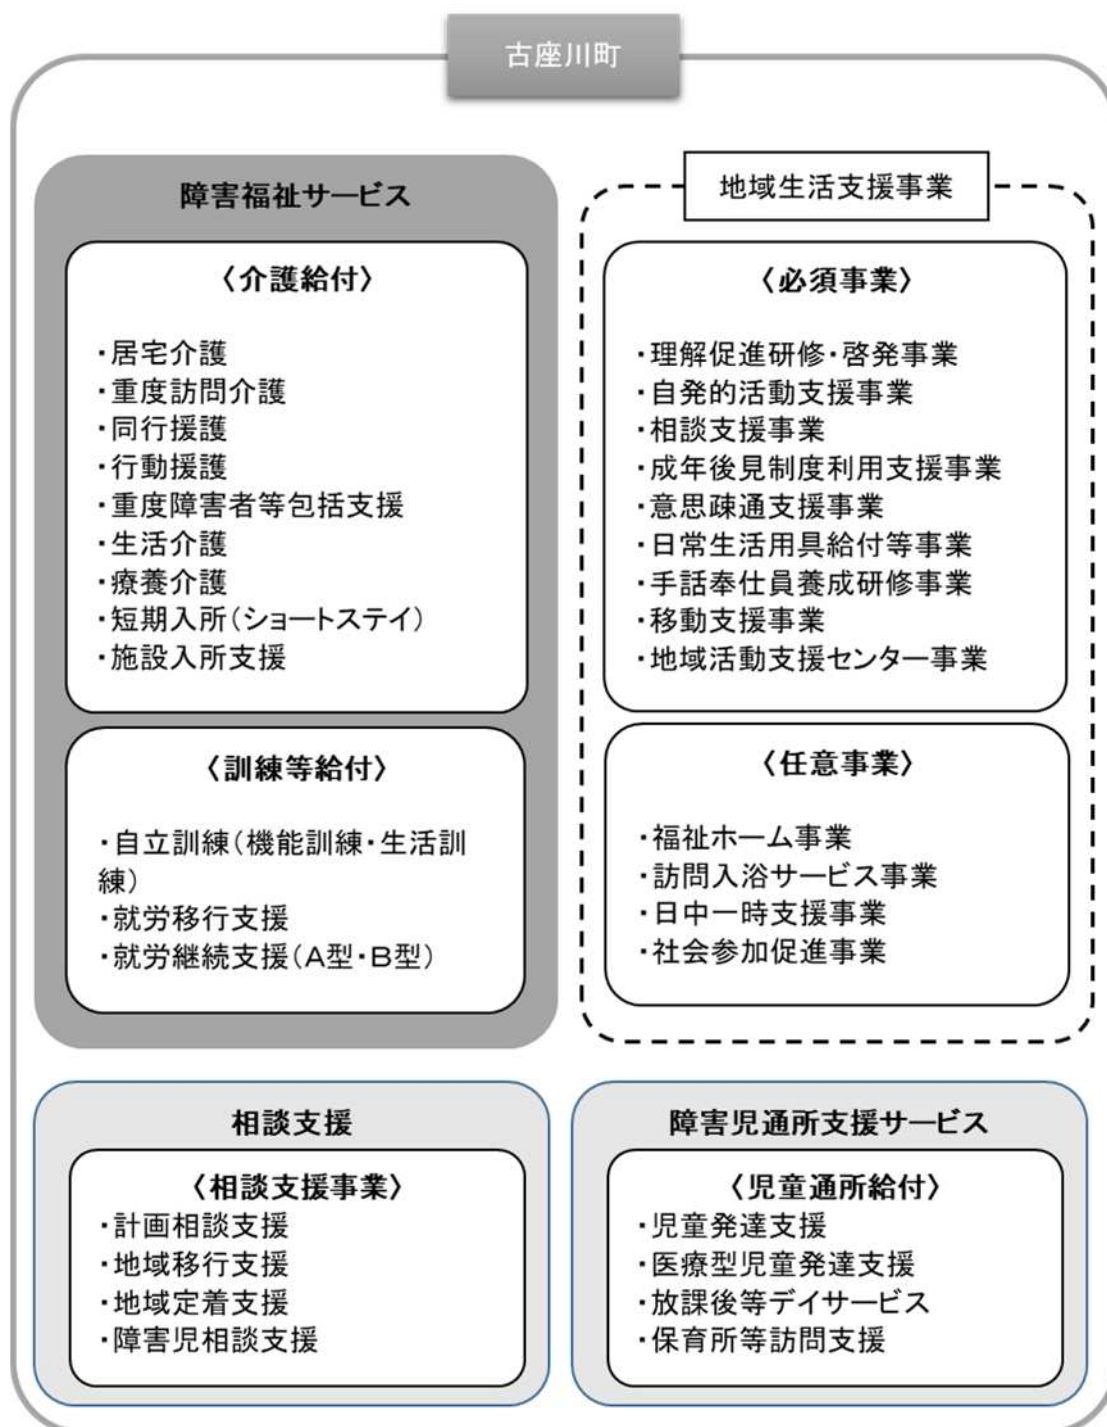 古座川町
障害福祉サービス
〈介護給付〉
・居宅介護
・重度訪問介護
・同行援護
・行動援護
・重度障害者等包括支援
・生活介護
・療養介護
・短期入所(ショートステイ)
・施設入所支援
〈訓練等給付〉
・自立訓練(機能訓練・生活訓
練)
・就労移行支援
・就労継続支援(A型・B型)
地域生活支援事業
〈必須事業〉
・理解促進研修・啓発事業
・自発的活動支援事業
・相談支援事業
・成年後見制度利用支援事業
・意思疎通支援事業
・日常生活用具給付等事業
・手話奉仕員養成研修事業
・移動支援事業
・地域活動支援センター事業
〈任意事業〉
・福祉ホーム事業
・訪問入浴サービス事業
・日中一時支援事業
・社会参加促進事業
相談支援
〈相談支援事業〉
・計画相談支援
・地域移行支援
・地域定着支援
・障害児相談支援
障害児通所支援サービス
〈児童通所給付〉
・児童発達支援
・医療型児童発達支援
・放課後等デイサービス
・保育所等訪問支援